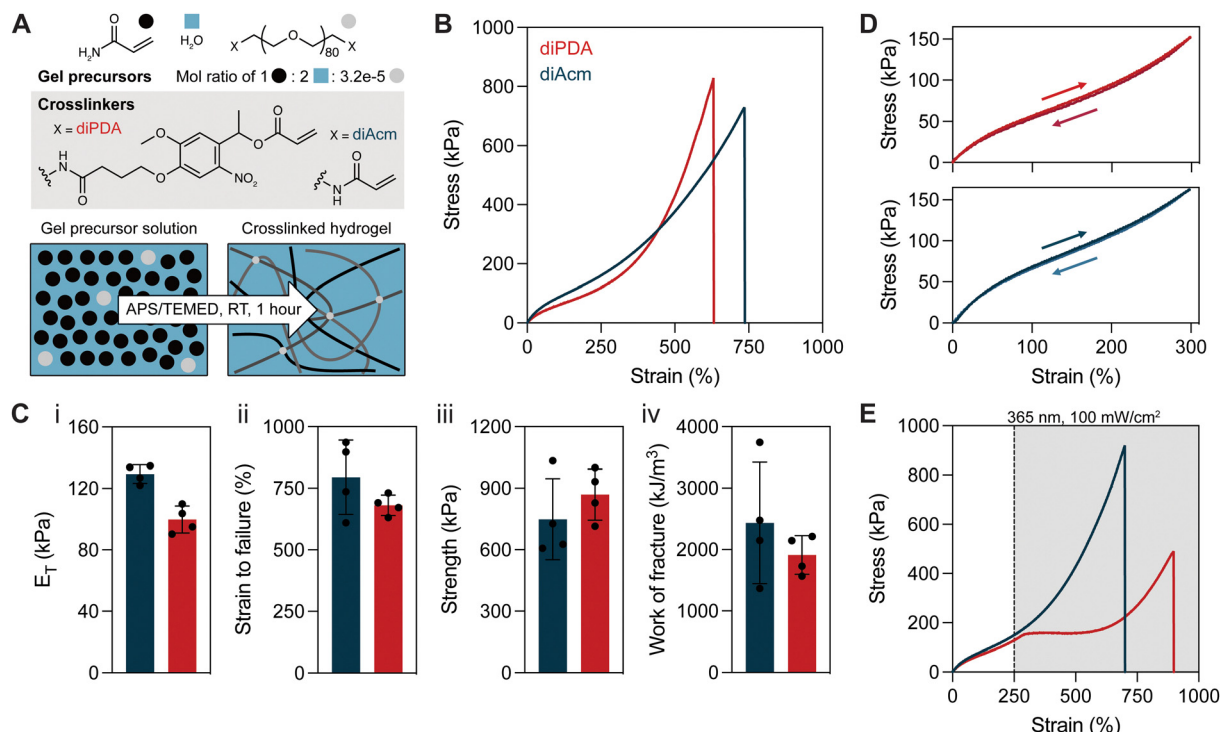 A
H₂N
O
H₂O
X
O
80
X
Gel precursors
Mol ratio of 1 : 2 : 3.2e-5
Crosslinkers
X = diPDA
X = diAcm
O
O
O
N
H
O
O
NO₂
N
H
O
Gel precursor solution
Crosslinked hydrogel
APS/TEMED, RT, 1 hour
B
diPDA
diAcm
Stress (kPa)
800
600
400
200
0
0
250
500
750
1000
Strain (%)
D
Stress (kPa)
150
100
50
0
0
100
200
300
Stress (kPa)
150
100
50
0
0
100
200
300
Strain (%)
C
i
E_T (kPa)
160
120
80
40
0
ii
Strain to failure (%)
1000
750
500
250
0
iii
Strength (kPa)
1200
900
600
300
0
iv
Work of fracture (kJ/m³)
4000
3000
2000
1000
0
E
365 nm, 100 mW/cm²
Stress (kPa)
1000
800
600
400
200
0
0
250
500
750
1000
Strain (%)